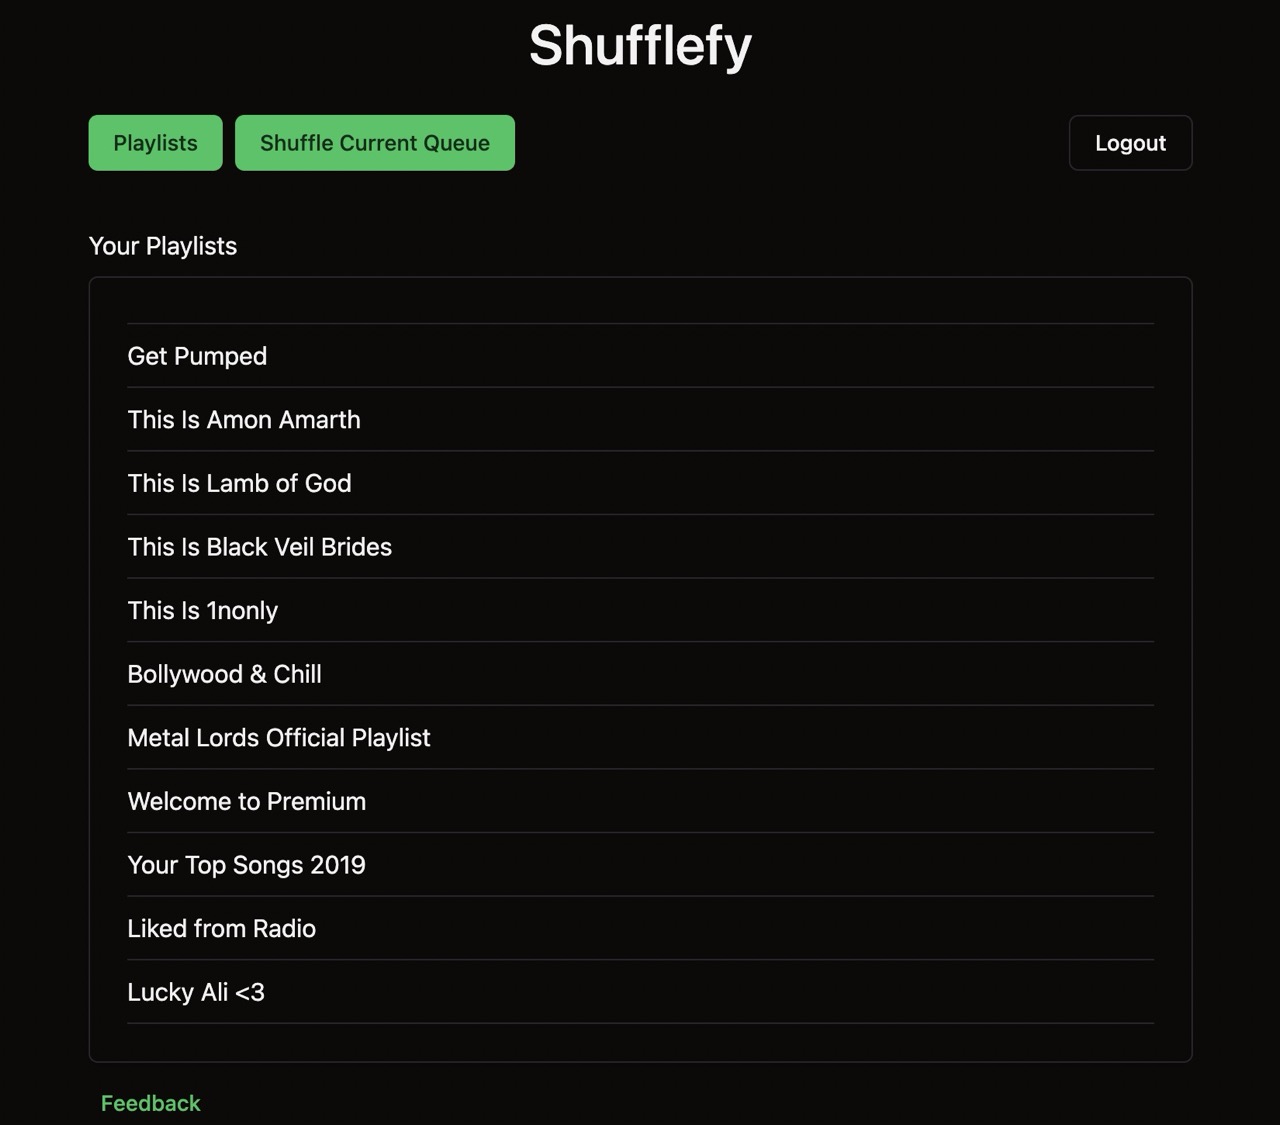 Shufflefy
Playlists
Shuffle Current Queue
Logout
Your Playlists
Get Pumped
This Is Amon Amarth
This Is Lamb of God
This Is Black Veil Brides
This Is 1nonly
Bollywood & Chill
Metal Lords Official Playlist
Welcome to Premium
Your Top Songs 2019
Liked from Radio
Lucky Ali <3
Feedback